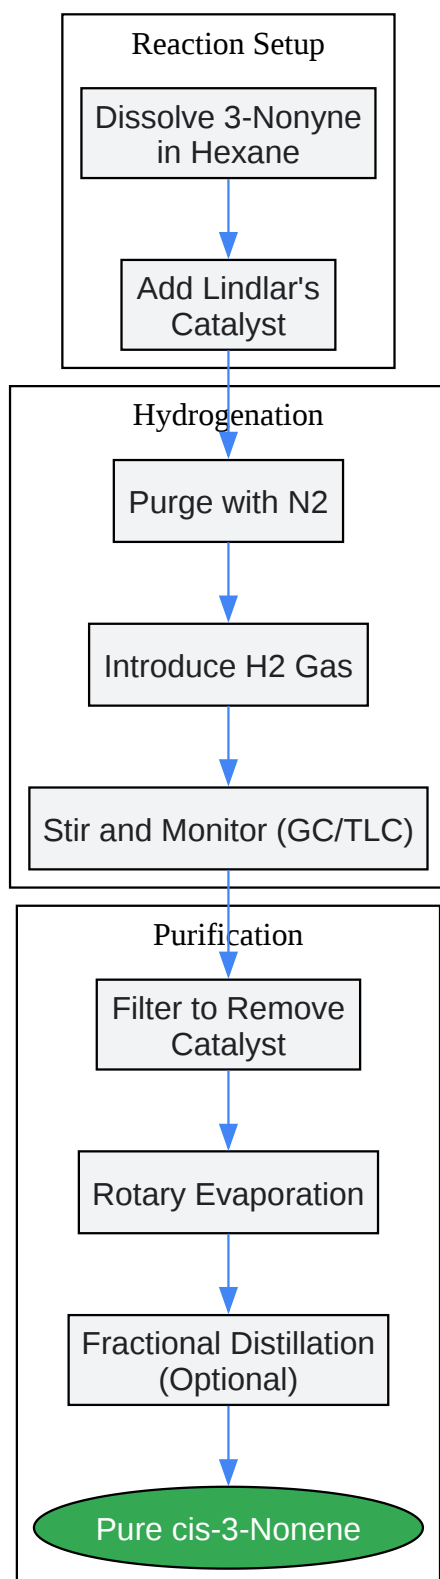 Reaction Setup
Dissolve 3-Nonyne
in Hexane
Add Lindlar's
Catalyst
Hydrogenation
Purge with N2
Introduce H2 Gas
Stir and Monitor (GC/TLC)
Purification
Filter to Remove
Catalyst
Rotary Evaporation
Fractional Distillation
(Optional)
Pure cis-3-Nonene